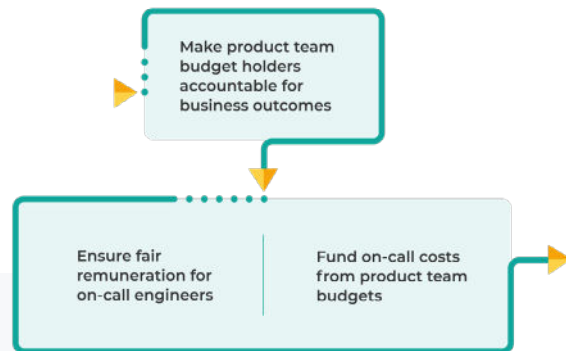 Make product team
budget holders
accountable for
business outcomes
Ensure fair
remuneration for
on-call engineers
Fund on-call costs
from product team
budgets